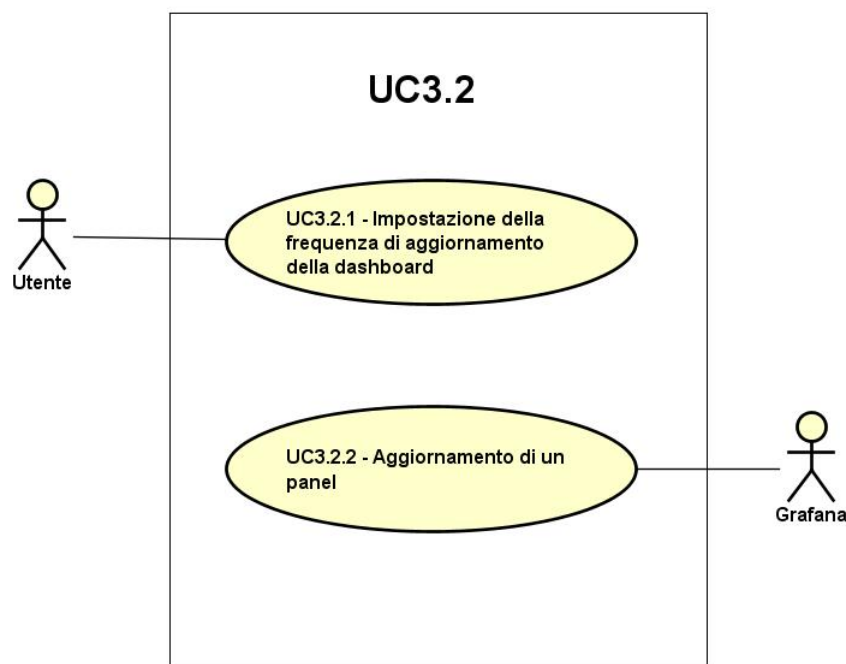 UC3.2
UC3.2.1 - Impostazione della
frequenza di aggiornamento
della dashboard
Utente
UC3.2.2 - Aggiornamento di un
panel
Grafana